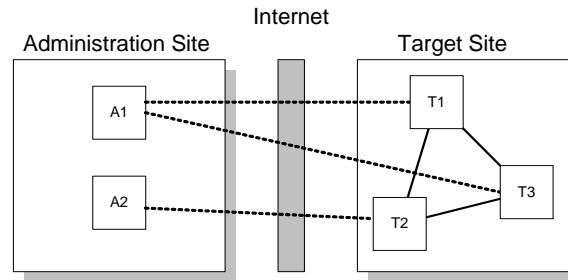 Internet
Administration Site
Target Site
A1
T1
A2
T2
T3